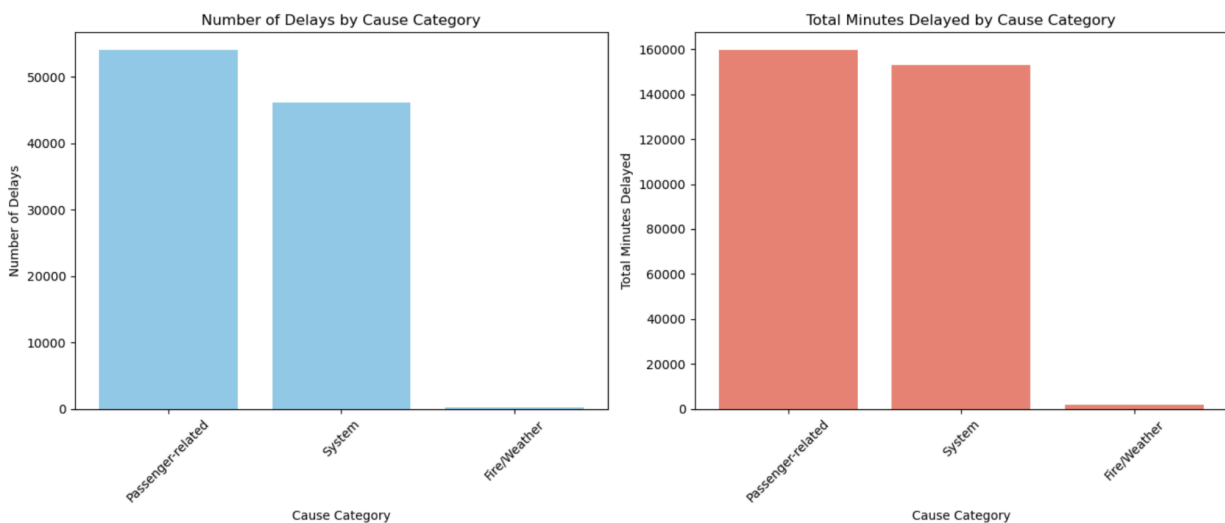 Number of Delays by Cause Category
Number of Delays
50000
40000
30000
20000
10000
0
Passenger-related
System
Fire/Weather
Cause Category
Total Minutes Delayed by Cause Category
Total Minutes Delayed
160000
140000
120000
100000
80000
60000
40000
20000
0
Passenger-related
System
Fire/Weather
Cause Category